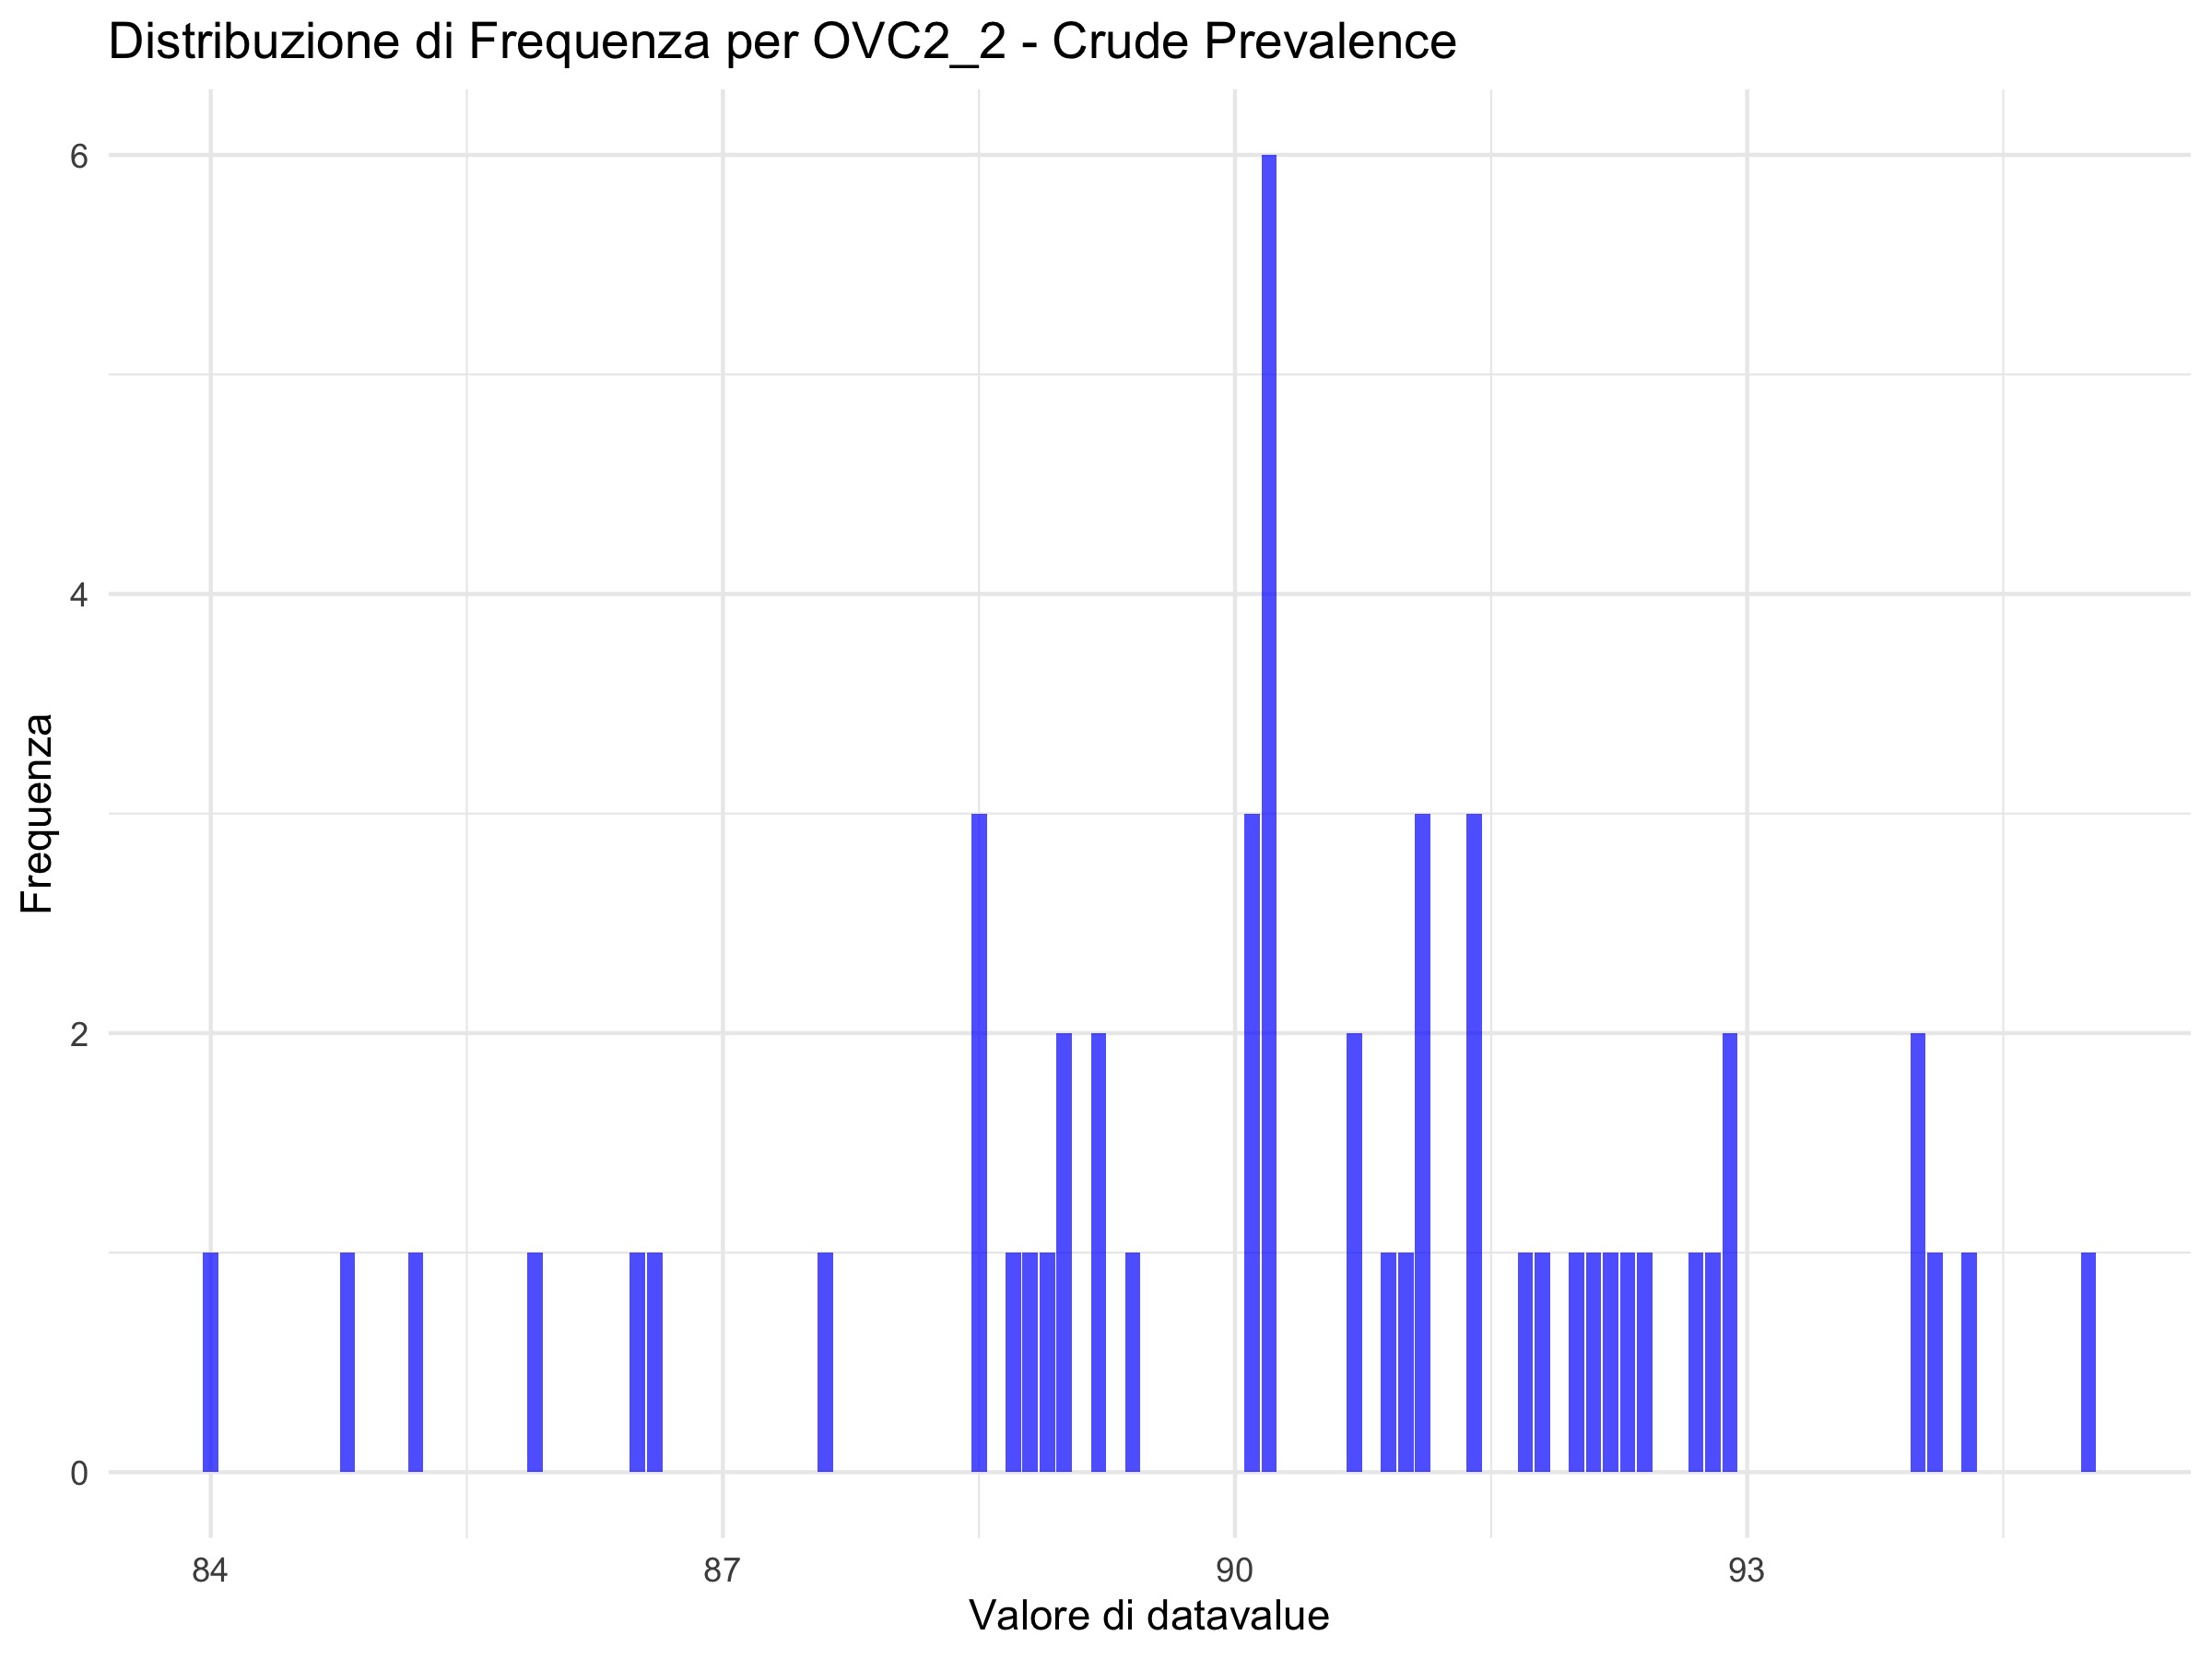 Distribuzione di Frequenza per OVC2_2 - Crude Prevalence
6
4
2
0
Frequenza
84 87 90 93
Valore di datavalue